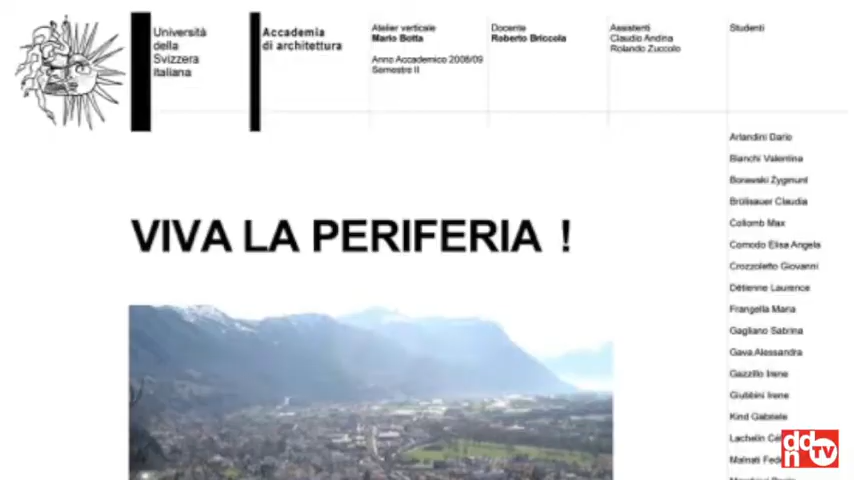 Università
della
Svizzera
italiana
Accademia
di architettura
Atelier verticale
Mario Botta
Anno Accademico 2008/09
Semestre II
Docente
Roberto Briccola
Assistenti
Claudio Andina
Rolando Zuccolo
Studenti
Arlandini Dario
Bianchi Valentina
Borawski Zygmunt
Brülisauer Claudia
Collomb Max
Comodo Elisa Angela
Crozzoletto Giovanni
Détienne Laurence
Frangella Maria
Gagliano Sabrina
Gava Alessandra
Gazzillo Irene
Giubbini Irene
Kind Gabriele
Lachelin
Malnati
VIVA LA PERIFERIA !
ddn TV